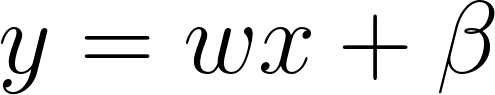 y = wx + β